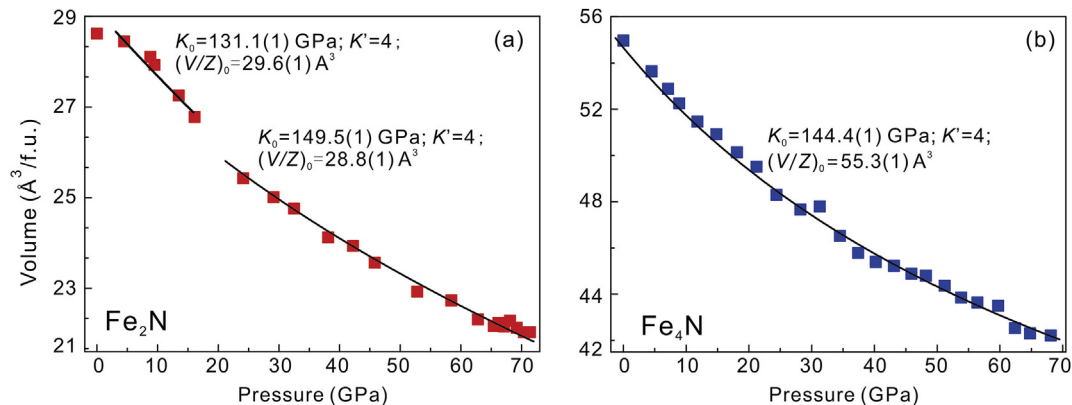 (a)
K₀=131.1(1) GPa; K'=4;
(V/Z)₀=29.6(1) A³
K₀=149.5(1) GPa; K'=4;
(V/Z)₀=28.8(1) A³
Fe₂N
Volume (Å³/f.u.)
29
27
25
23
21
0 10 20 30 40 50 60 70
Pressure (GPa)
(b)
K₀=144.4(1) GPa; K'=4;
(V/Z)₀=55.3(1) A³
Fe₄N
56
52
48
44
42
0 10 20 30 40 50 60 70
Pressure (GPa)